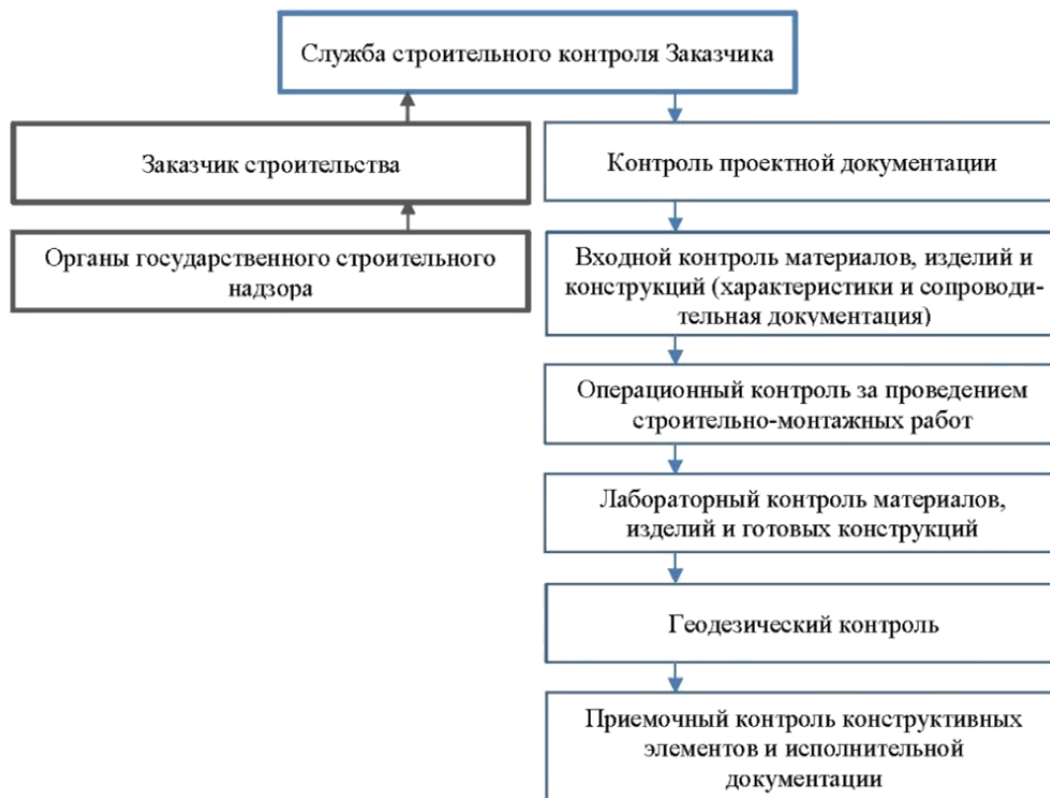 Служба строительного контроля Заказчика
Заказчик строительства
Органы государственного строительного
надзора
Контроль проектной документации
Входной контроль материалов, изделий и
конструкций (характеристики и сопроводи-
тельная документация)
Операционный контроль за проведением
строительно-монтажных работ
Лабораторный контроль материалов,
изделий и готовых конструкций
Геодезический контроль
Приемочный контроль конструктивных
элементов и исполнительной
документации